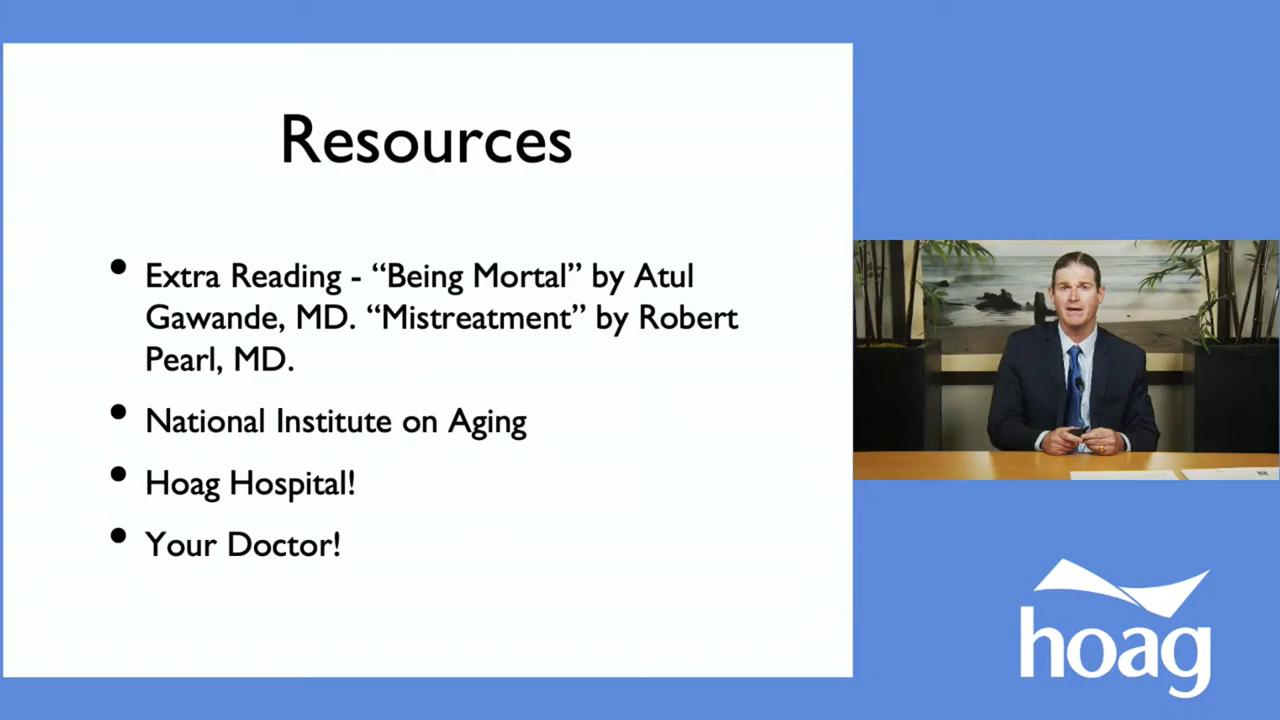 Resources
• Extra Reading - “Being Mortal” by Atul
Gawande, MD. “Mistreatment” by Robert
Pearl, MD.
• National Institute on Aging
• Hoag Hospital!
• Your Doctor!
hoag